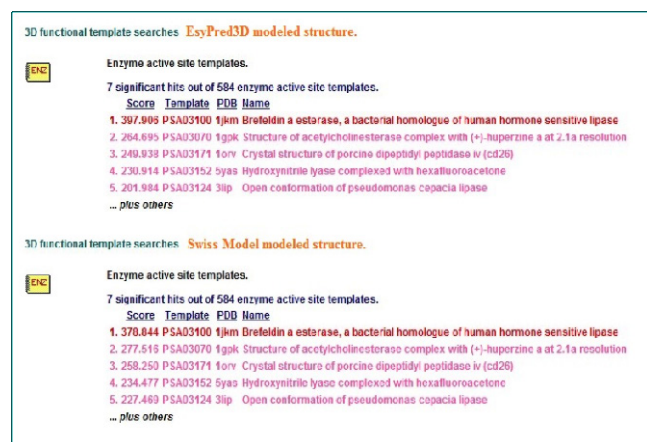 3D functional template searches EsyPred3D modeled structure.
ENZ
Enzyme active site templates.
7 significant hits out of 584 enzyme active site templates.
Score Template PDB Name
1. 397.906 PSA03100 1jkm Brefeldin a esterase, a bacterial homologue of human hormone sensitive lipase
2. 264.695 PSA03070 1gpk Structure of acetylcholinesterase complex with (+)-huperzine a at 2.1a resolution
3. 249.938 PSA03171 1orv Crystal structure of porcine dipeptidyl peptidase iv (cd26)
4. 230.914 PSA03152 5yas Hydroxynitrile lyase complexed with hexafluoroacetone
5. 201.984 PSA03124 3lip Open conformation of pseudomonas cepacia lipase
... plus others
3D functional template searches Swiss Model modeled structure.
ENZ
Enzyme active site templates.
7 significant hits out of 584 enzyme active site templates.
Score Template PDB Name
1. 378.844 PSA03100 1jkm Brefeldin a esterase, a bacterial homologue of human hormone sensitive lipase
2. 277.516 PSA03070 1gpk Structure of acetylcholinesterase complex with (+)-huperzine a at 2.1a resolution
3. 258.250 PSA03171 1orv Crystal structure of porcine dipeptidyl peptidase iv (cd26)
4. 234.477 PSA03152 5yas Hydroxynitrile lyase complexed with hexafluoroacetone
5. 227.469 PSA03124 3lip Open conformation of pseudomonas cepacia lipase
... plus others